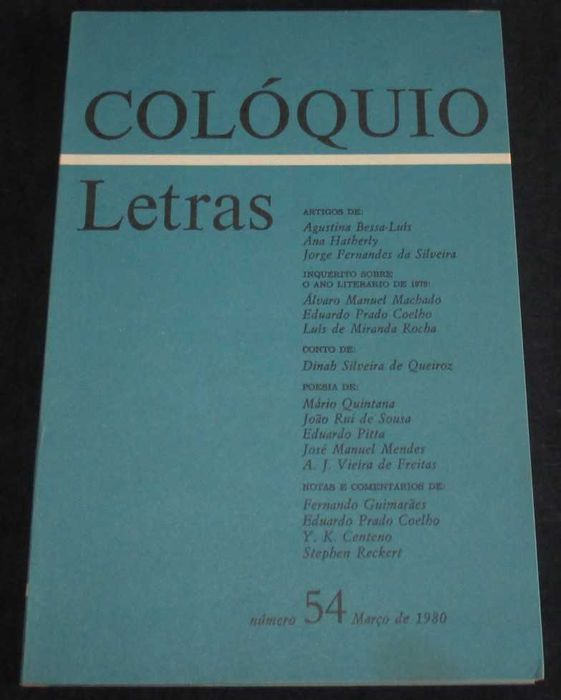 COLÓQUIO
Letras
ARTIGOS DE:
Agustina Bessa-Luís
Ana Hatherly
Jorge Fernandes da Silveira
INQUÉRITO SOBRE
O ANO LITERÁRIO DE 1979:
Álvaro Manuel Machado
Eduardo Prado Coelho
Luís de Miranda Rocha
CONTO DE:
Dinah Silveira de Queiroz
POESIA DE:
Mário Quintana
João Rui de Sousa
Eduardo Pitta
José Manuel Mendes
A. J. Vieira de Freitas
NOTAS E COMENTÁRIOS DE:
Fernando Guimarães
Eduardo Prado Coelho
Y. K. Centeno
Stephen Reckert
número 54 Março de 1980